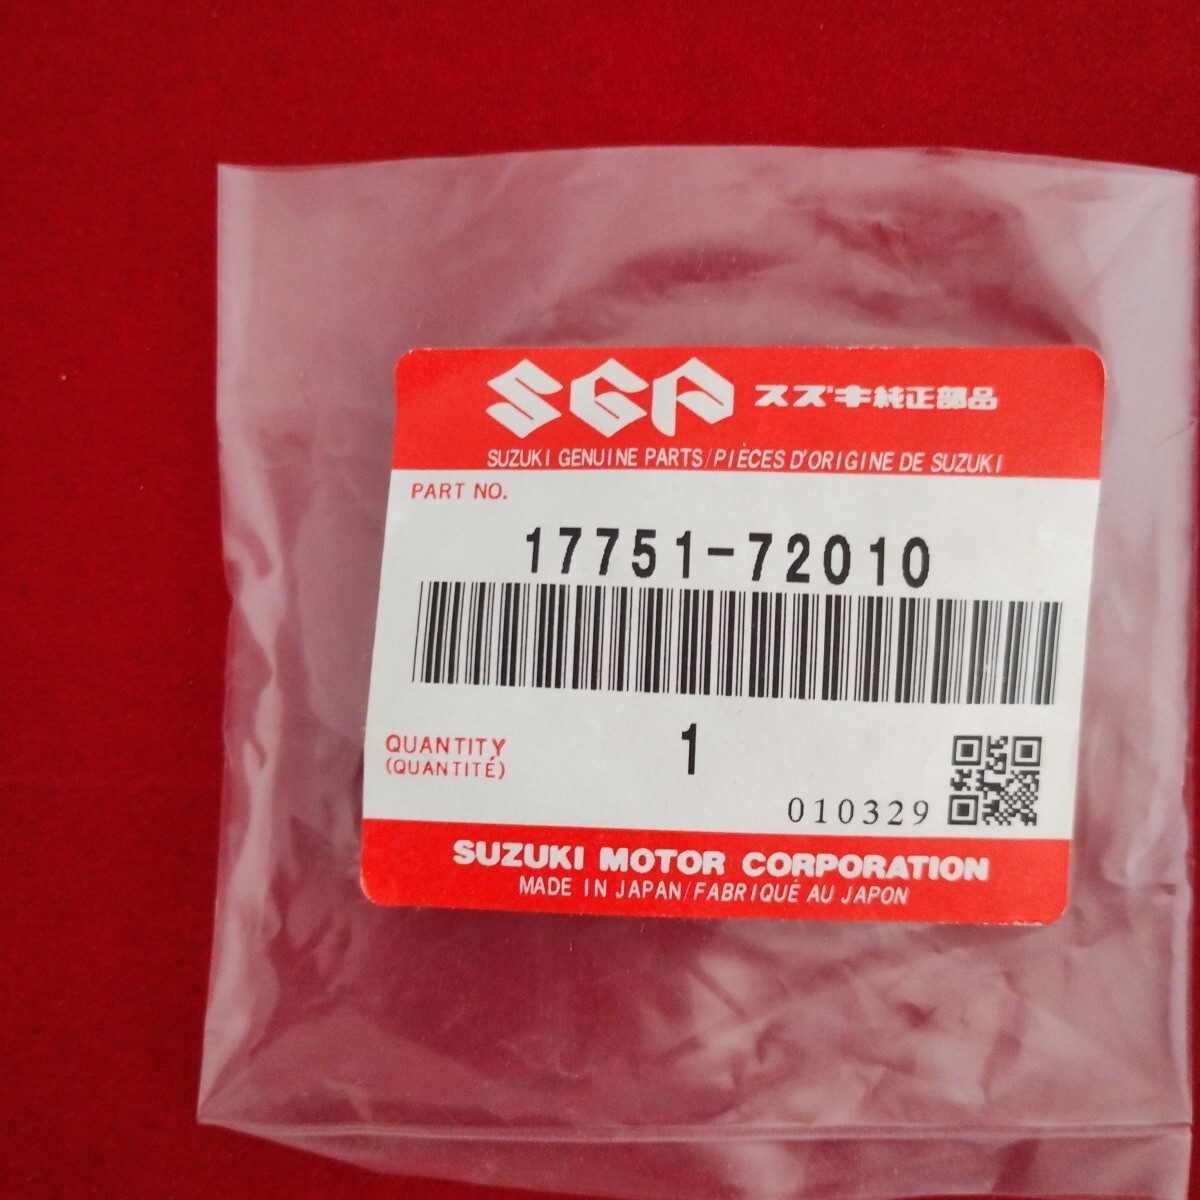 SGP スズキ純正部品
SUZUKI GENUINE PARTS/PIÈCES D'ORIGINE DE SUZUKI
PART NO.
17751-72010
QUANTITY 1
(QUANTITÉ)
010329
SUZUKI MOTOR CORPORATION
MADE IN JAPAN/FABRIQUÉ AU JAPON